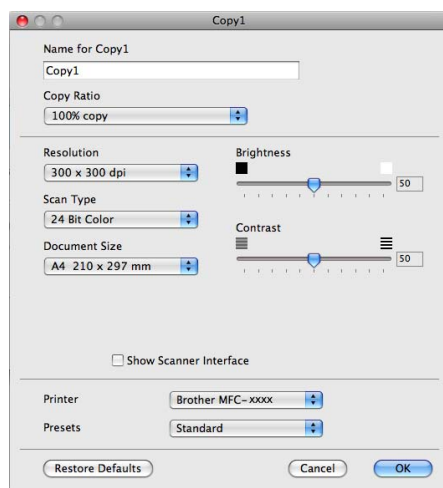 Copy1
Name for Copy1
Copy1
Copy Ratio
100% copy
Resolution
300 x 300 dpi
Scan Type
24 Bit Color
Document Size
A4 210 x 297 mm
Brightness
50
Contrast
50
Show Scanner Interface
Printer
Brother MFC-xxxx
Presets
Standard
Restore Defaults
Cancel
OK